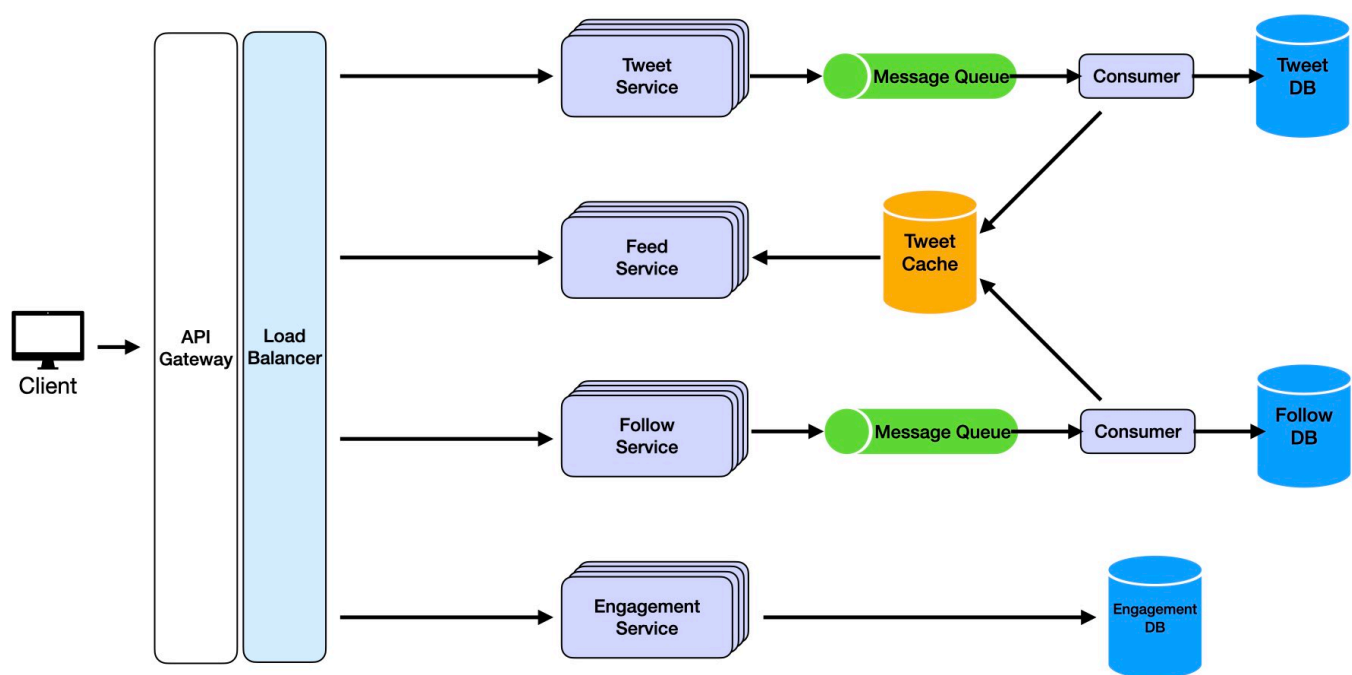 Tweet
Service
Message Queue
Consumer
Tweet
DB
Feed
Service
Tweet
Cache
Client
API
Gateway
Load
Balancer
Follow
Service
Message Queue
Consumer
Follow
DB
Engagement
Service
Engagement
DB